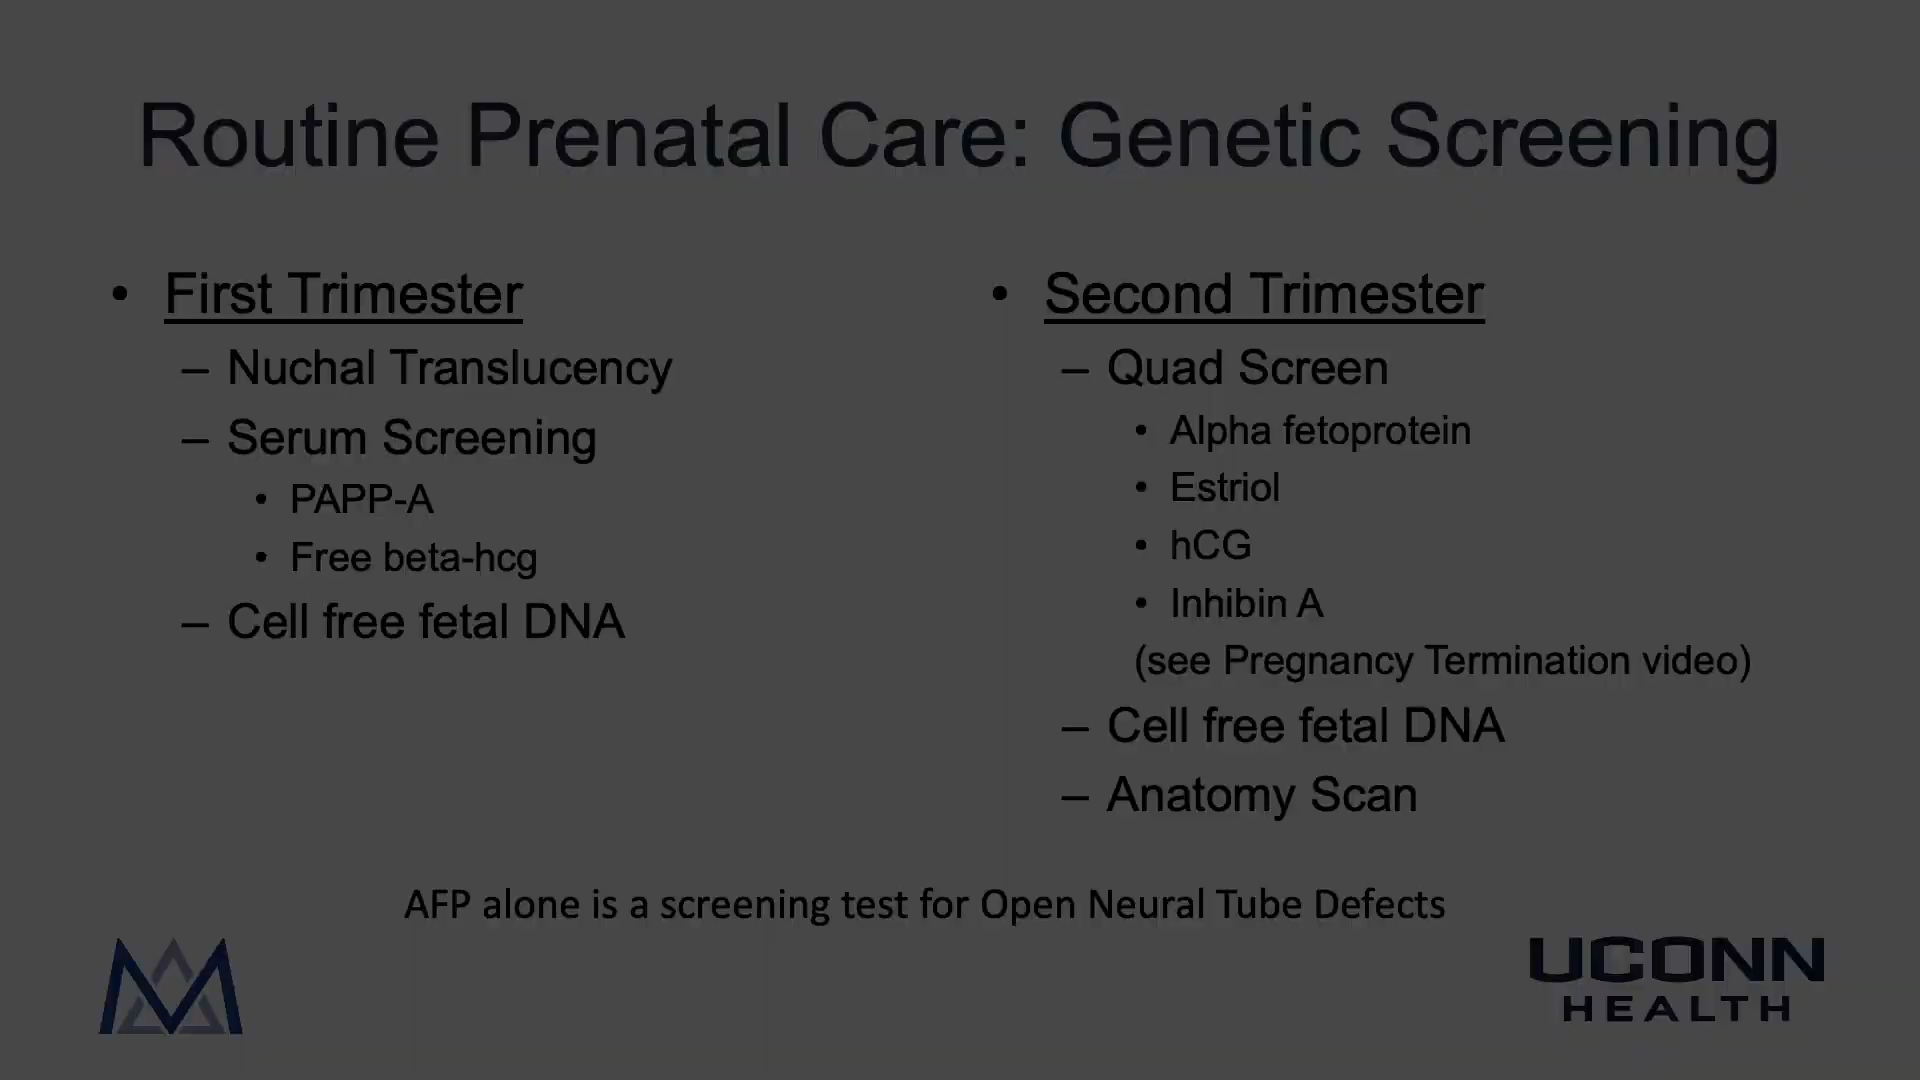 Routine Prenatal Care: Genetic Screening
• First Trimester
– Nuchal Translucency
– Serum Screening
• PAPP-A
• Free beta-hcg
– Cell free fetal DNA
• Second Trimester
– Quad Screen
• Alpha fetoprotein
• Estriol
• hCG
• Inhibin A
(see Pregnancy Termination video)
– Cell free fetal DNA
– Anatomy Scan
AFP alone is a screening test for Open Neural Tube Defects
UCONN
HEALTH